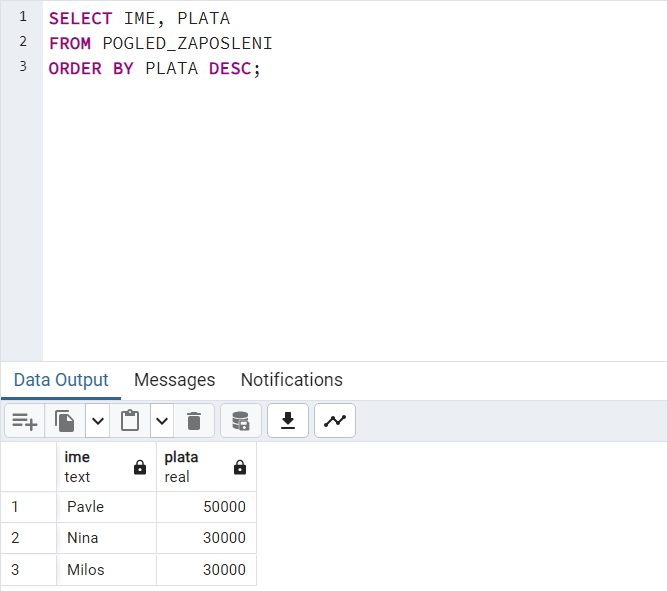 1 SELECT IME, PLATA
2 FROM POGLED_ZAPOSLENI
3 ORDER BY PLATA DESC;
Data Output Messages Notifications
ime plata
text real
1 Pavle 50000
2 Nina 30000
3 Milos 30000